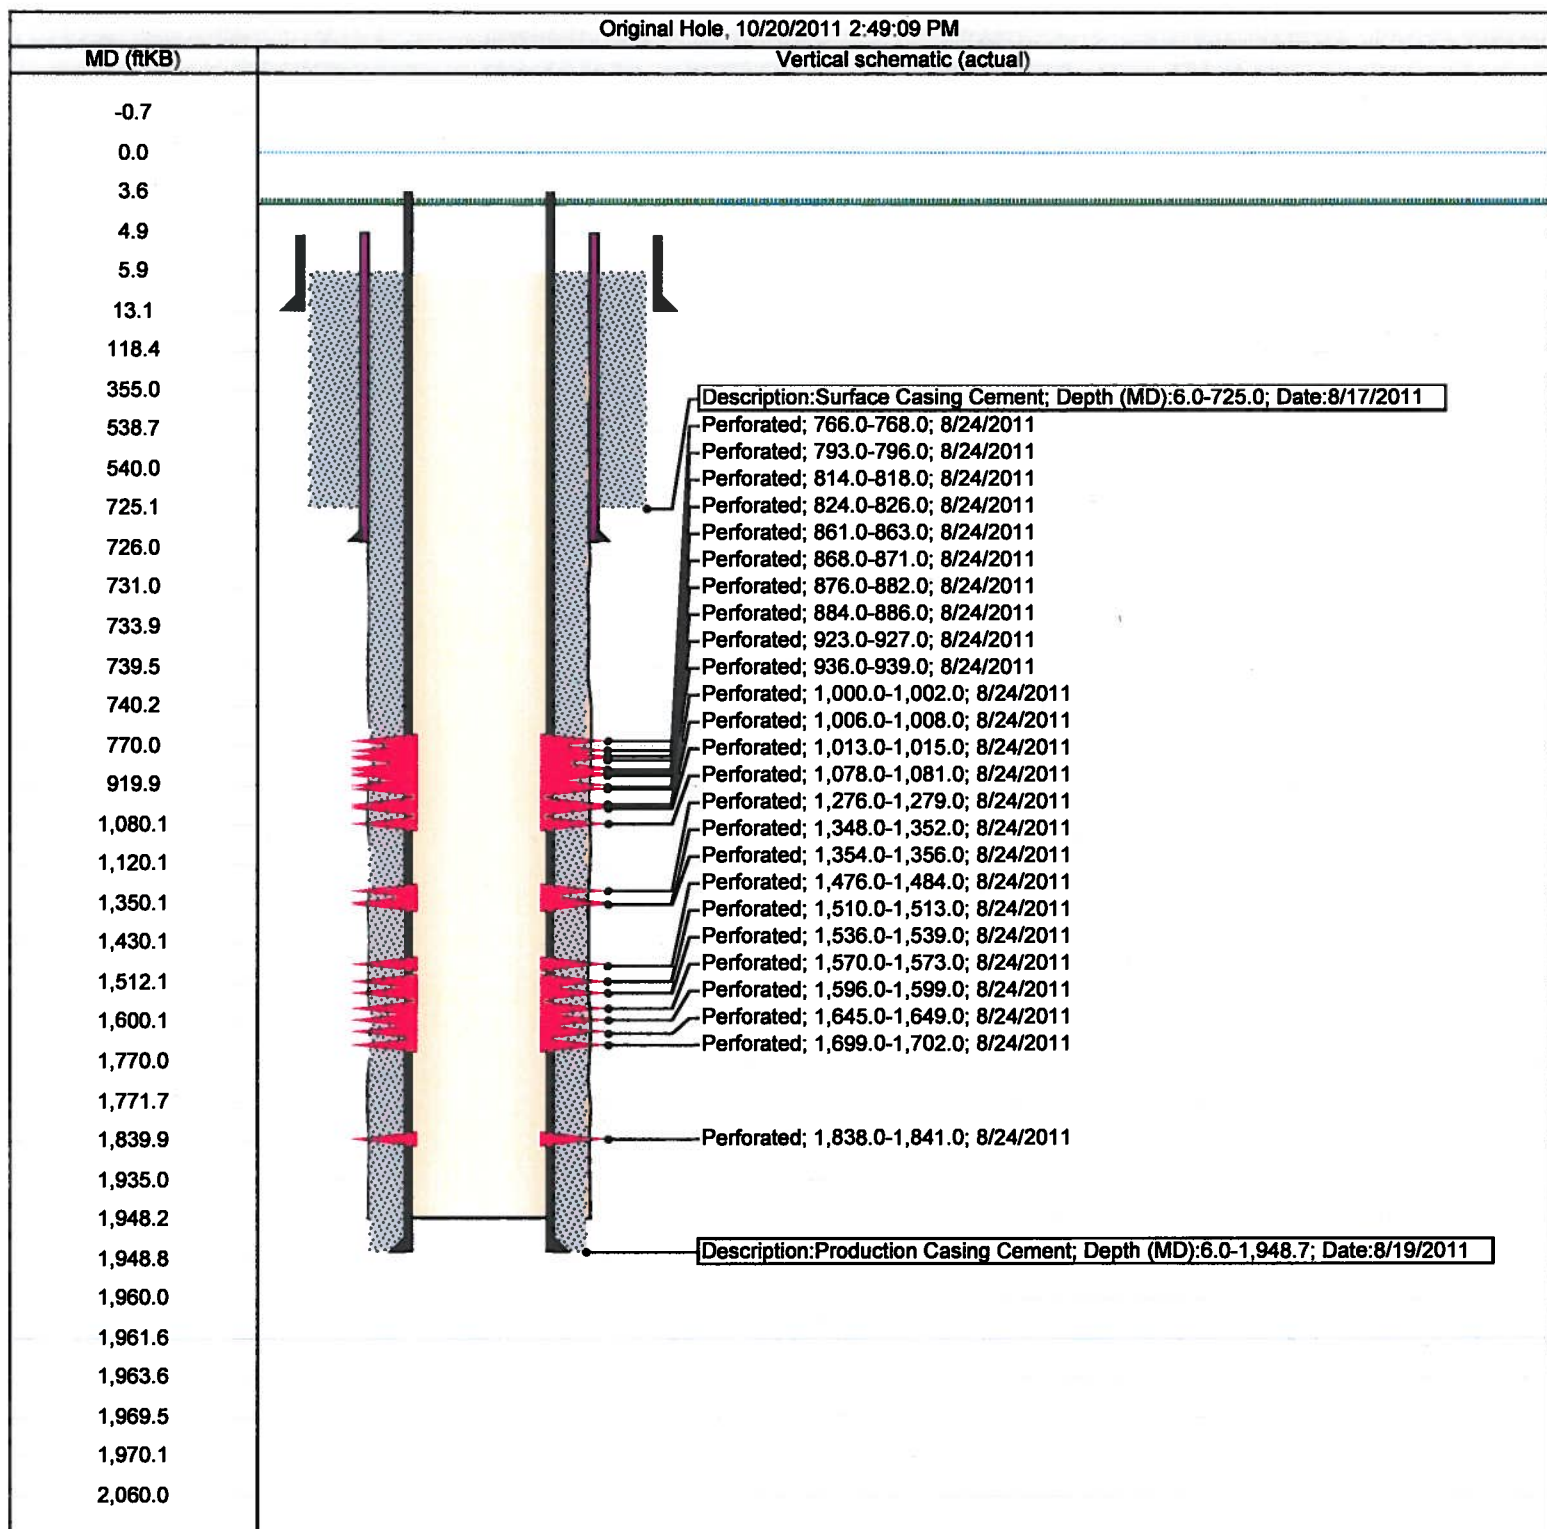 Original Hole, 10/20/2011 2:49:09 PM
MD (ftKB)
Vertical schematic (actual)
-0.7
0.0
3.6
4.9
5.9
13.1
118.4
355.0
538.7
540.0
725.1
726.0
731.0
733.9
739.5
740.2
770.0
919.9
1,080.1
1,120.1
1,350.1
1,430.1
1,512.1
1,600.1
1,770.0
1,771.7
1,839.9
1,935.0
1,948.2
1,948.8
1,960.0
1,961.6
1,963.6
1,969.5
1,970.1
2,060.0
Description:Surface Casing Cement; Depth (MD):6.0-725.0; Date:8/17/2011
Perforated; 766.0-768.0; 8/24/2011
Perforated; 793.0-796.0; 8/24/2011
Perforated; 814.0-818.0; 8/24/2011
Perforated; 824.0-826.0; 8/24/2011
Perforated; 861.0-863.0; 8/24/2011
Perforated; 868.0-871.0; 8/24/2011
Perforated; 876.0-882.0; 8/24/2011
Perforated; 884.0-886.0; 8/24/2011
Perforated; 923.0-927.0; 8/24/2011
Perforated; 936.0-939.0; 8/24/2011
Perforated; 1,000.0-1,002.0; 8/24/2011
Perforated; 1,006.0-1,008.0; 8/24/2011
Perforated; 1,013.0-1,015.0; 8/24/2011
Perforated; 1,078.0-1,081.0; 8/24/2011
Perforated; 1,276.0-1,279.0; 8/24/2011
Perforated; 1,348.0-1,352.0; 8/24/2011
Perforated; 1,354.0-1,356.0; 8/24/2011
Perforated; 1,476.0-1,484.0; 8/24/2011
Perforated; 1,510.0-1,513.0; 8/24/2011
Perforated; 1,536.0-1,539.0; 8/24/2011
Perforated; 1,570.0-1,573.0; 8/24/2011
Perforated; 1,596.0-1,599.0; 8/24/2011
Perforated; 1,645.0-1,649.0; 8/24/2011
Perforated; 1,699.0-1,702.0; 8/24/2011
Perforated; 1,838.0-1,841.0; 8/24/2011
Description:Production Casing Cement; Depth (MD):6.0-1,948.7; Date:8/19/2011